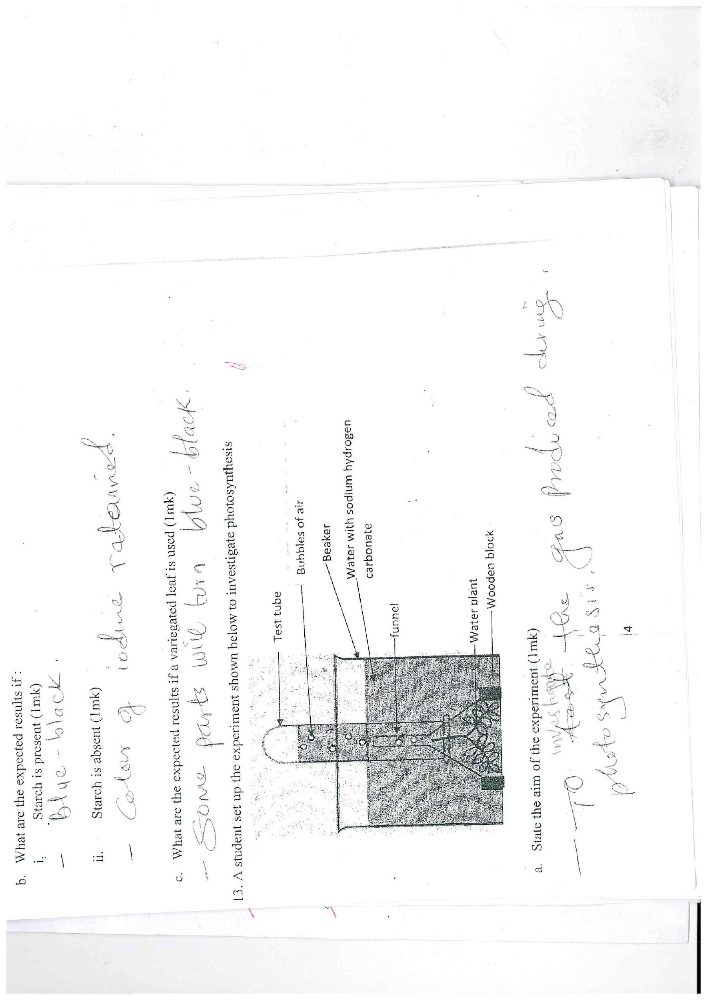 b. What are the expected results if :
i. Starch is present (1mk)
– Blue-black.
ii. Starch is absent (1mk)
– Color of iodine rateained.
c. What are the expected results if a variegated leaf is used (1mk)
– Some parts will turn blue-black.
13. A student set up the experiment shown below to investigate photosynthesis
Test tube
Bubbles of air
Beaker
Water with sodium hydrogen
carbonate
funnel
Water plant
Wooden block
a. State the aim of the experiment (1mk)
investigate
– To the gas produced during
photosynthesis.
4